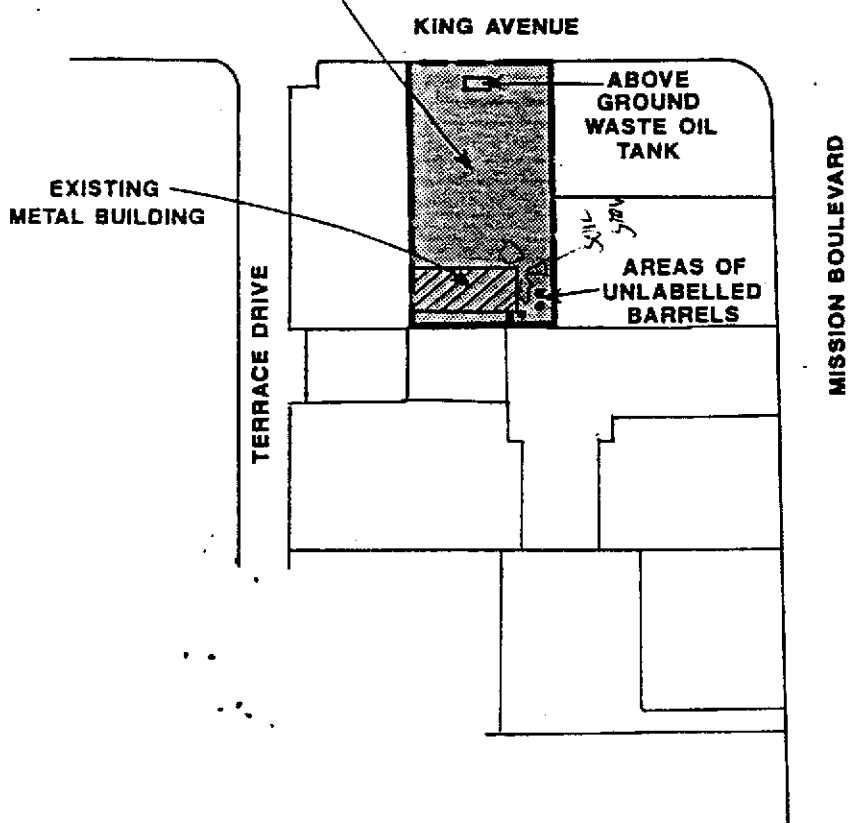 KING AVENUE
ABOVE
GROUND
WASTE OIL
TANK
EXISTING
METAL BUILDING
AREAS OF
UNLABELLED
BARRELS
TERRACE DRIVE
MISSION BOULEVARD